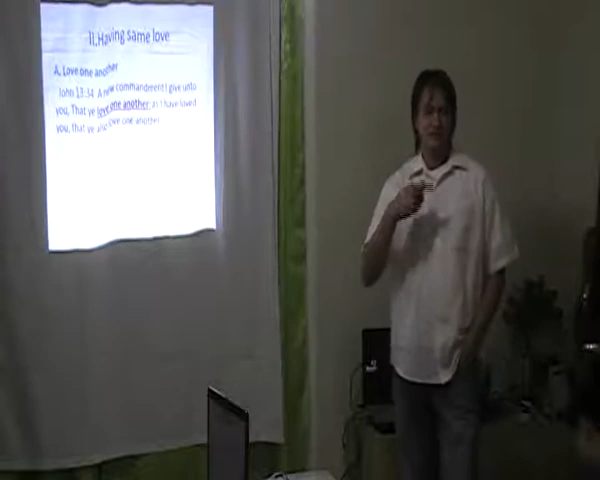 II.Having same love
A. Love one another
John 13:34 A new commandment I give unto
you, That ye love one another; as I have loved
you, that ye also love one another.